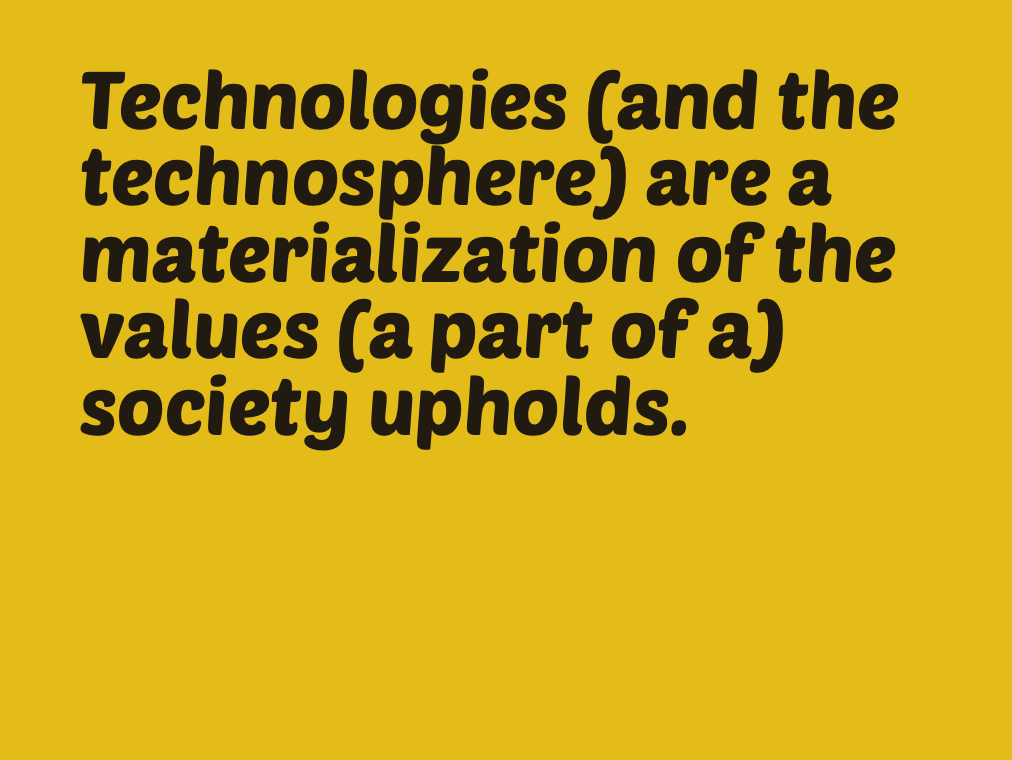 Technologies (and the
technosphere) are a
materialization of the
values (a part of a)
society upholds.